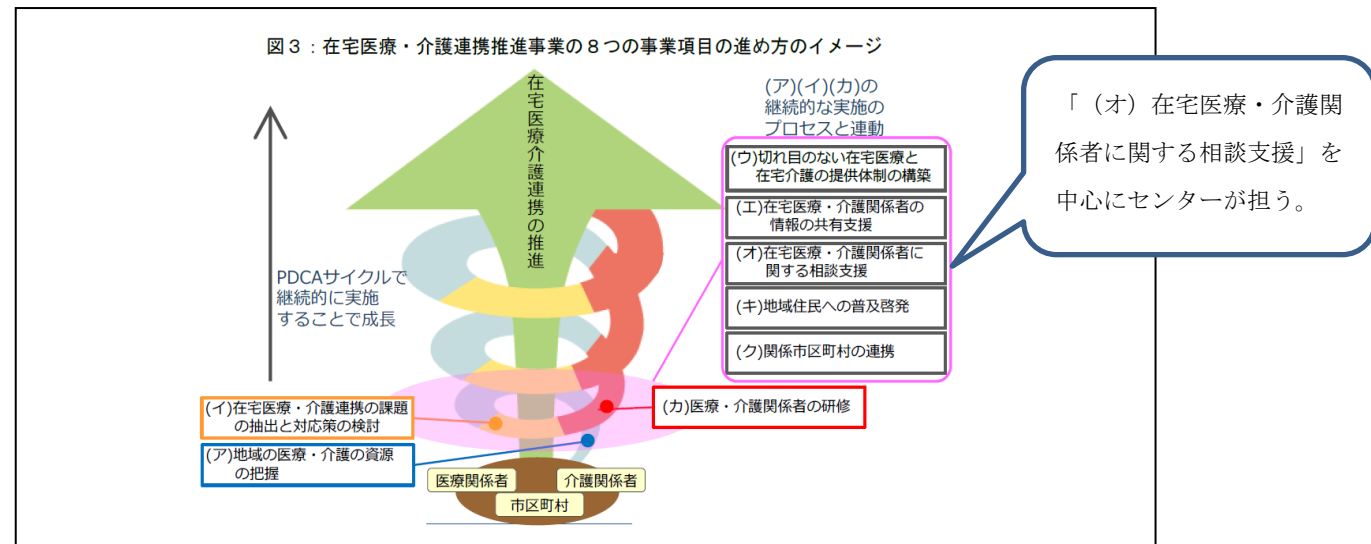 図３：在宅医療・介護連携推進事業の８つの事業項目の進め方のイメージ
在宅医療介護連携の推進
PDCAサイクルで
継続的に実施
することで成長
(ア)(イ)(カ)の
継続的な実施の
プロセスと連動
(ウ)切れ目のない在宅医療と
在宅介護の提供体制の構築
(エ)在宅医療・介護関係者の
情報の共有支援
(オ)在宅医療・介護関係者に
関する相談支援
(キ)地域住民への普及啓発
(ク)関係市区町村の連携
「（オ）在宅医療・介護関
係者に関する相談支援」を
中心にセンターが担う。
(イ)在宅医療・介護連携の課題
の抽出と対応策の検討
(カ)医療・介護関係者の研修
(ア)地域の医療・介護の資源
の把握
医療関係者
介護関係者
市区町村